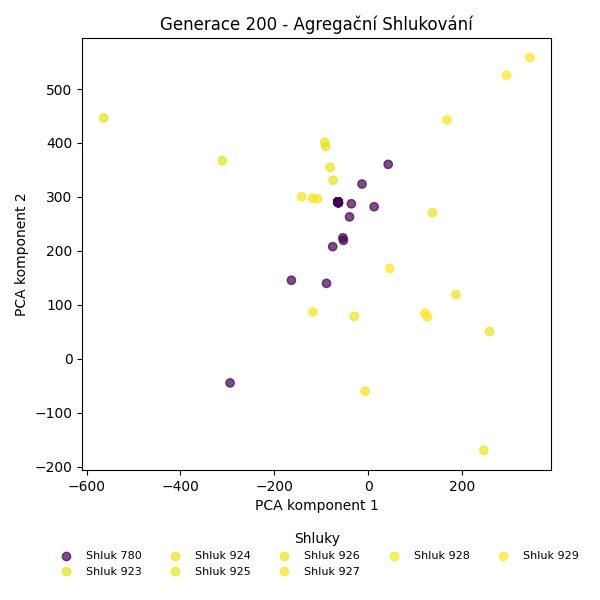 Generace 200 - Agregační Shlukování
PCA komponent 2
500
400
300
200
100
0
−100
−200
−600
−400
−200
0
200
PCA komponent 1
Shluky
Shluk 780
Shluk 924
Shluk 926
Shluk 928
Shluk 929
Shluk 923
Shluk 925
Shluk 927